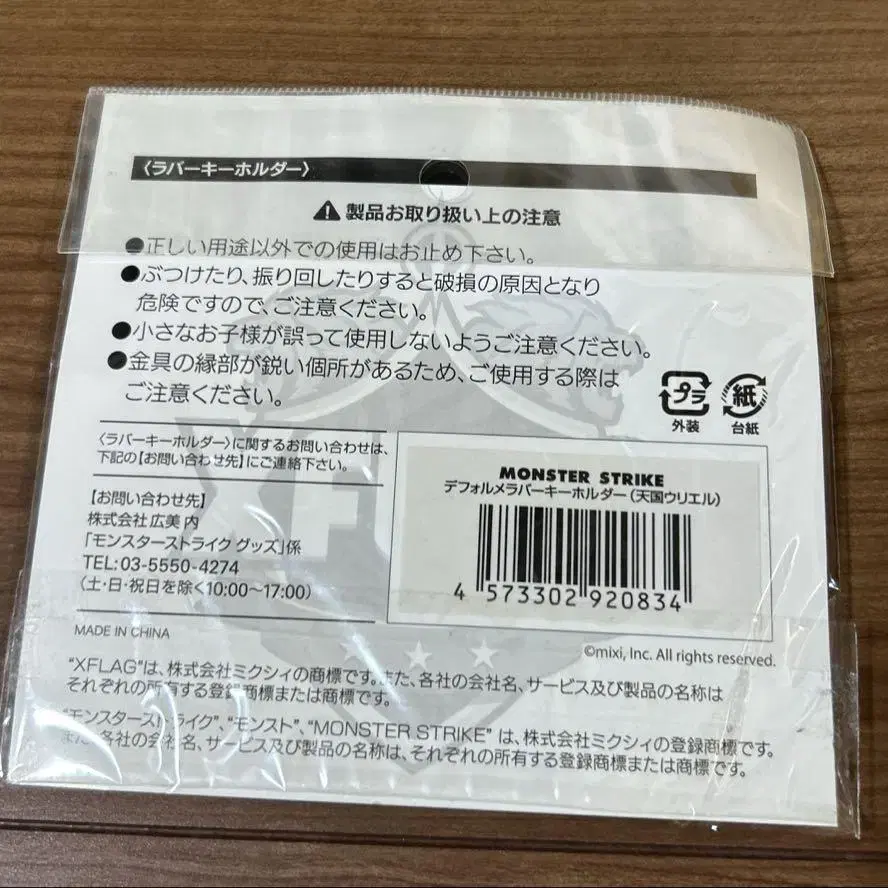 〈ラバーキーホルダー〉
製品お取り扱い上の注意
●正しい用途以外での使用はお止め下さい。
●ぶつけたり、振り回したりすると破損の原因となり
危険ですので、ご注意ください。
●小さなお子様が誤って使用しないようご注意ください。
●金具の縁部が鋭い個所があるため、ご使用する際は
ご注意ください。
プラ
外装
紙
台紙
〈ラバーキーホルダー〉に関するお問い合わせは、
下記の【お問い合わせ先】にご連絡下さい。
【お問い合わせ先】
株式会社 広美 内
「モンスターストライク グッズ」係
TEL:03-5550-4274
(土・日・祝日を除く10:00〜17:00)
MONSTER STRIKE
デフォルメラバーキーホルダー(天国ウリエル)
4 573302 920834
MADE IN CHINA
©mixi, Inc. All rights reserved.
"XFLAG"は、株式会社ミクシィの商標です。また、各社の会社名、サービス及び製品の名称は
それぞれの所有する登録商標または商標です。
"モンスターストライク"、"モンスト"、"MONSTER STRIKE" は、株式会社ミクシィの登録商標です。
また、各社の会社名、サービス及び製品の名称は、それぞれの所有する登録商標または商標です。